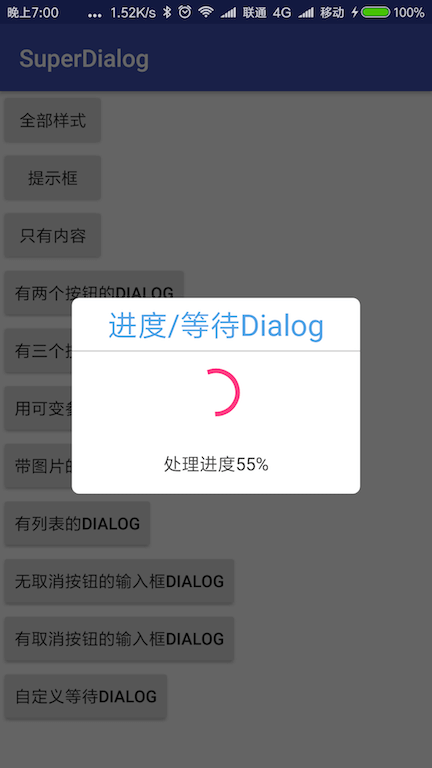 晚上7:00 ... 1.52K/s 联通 4G 移动 100%
SuperDialog
全部样式
提示框
只有内容
有两个按钮的DIALOG
进度/等待Dialog
有三个
用可变
处理进度55%
带图片的
有列表的DIALOG
无取消按钮的输入框DIALOG
有取消按钮的输入框DIALOG
自定义等待DIALOG